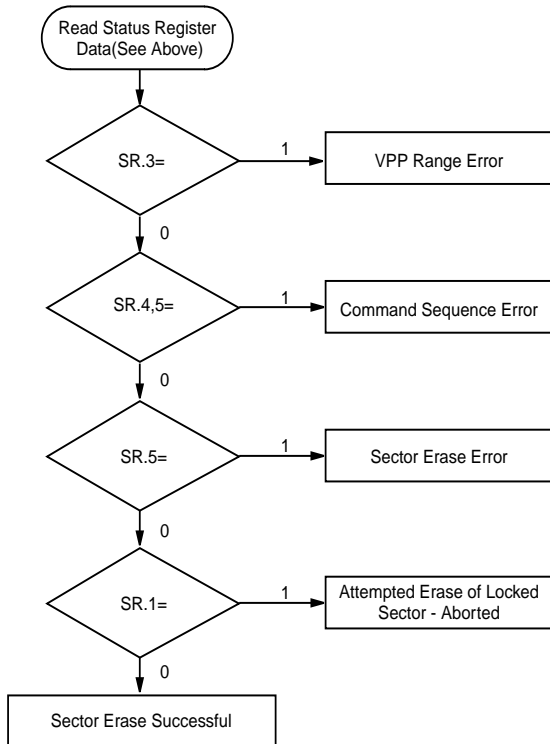 Read Status Register
Data(See Above)
SR.3=
1
VPP Range Error
0
SR.4,5=
1
Command Sequence Error
0
SR.5=
1
Sector Erase Error
0
SR.1=
1
Attempted Erase of Locked
Sector - Aborted
0
Sector Erase Successful